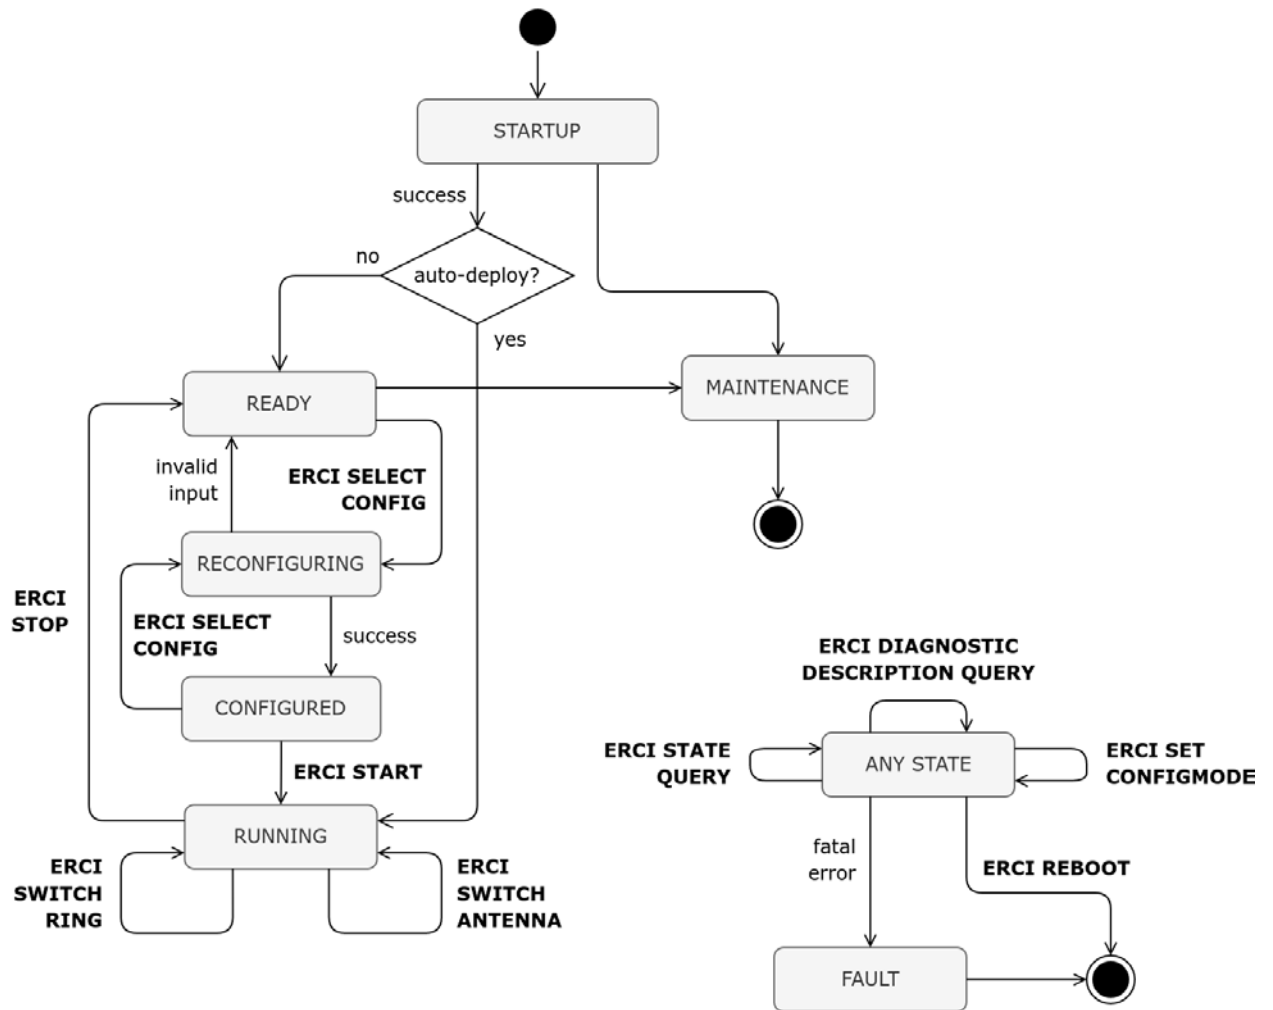 STARTUP
success
no
auto-deploy?
yes
READY
MAINTENANCE
invalid
input
ERCI SELECT
CONFIG
RECONFIGURING
ERCI
STOP
ERCI SELECT
CONFIG
success
CONFIGURED
ERCI START
RUNNING
ERCI
SWITCH
RING
ERCI
SWITCH
ANTENNA
ERCI DIAGNOSTIC
DESCRIPTION QUERY
ERCI STATE
QUERY
ANY STATE
ERCI SET
CONFIGMODE
fatal
error
ERCI REBOOT
FAULT